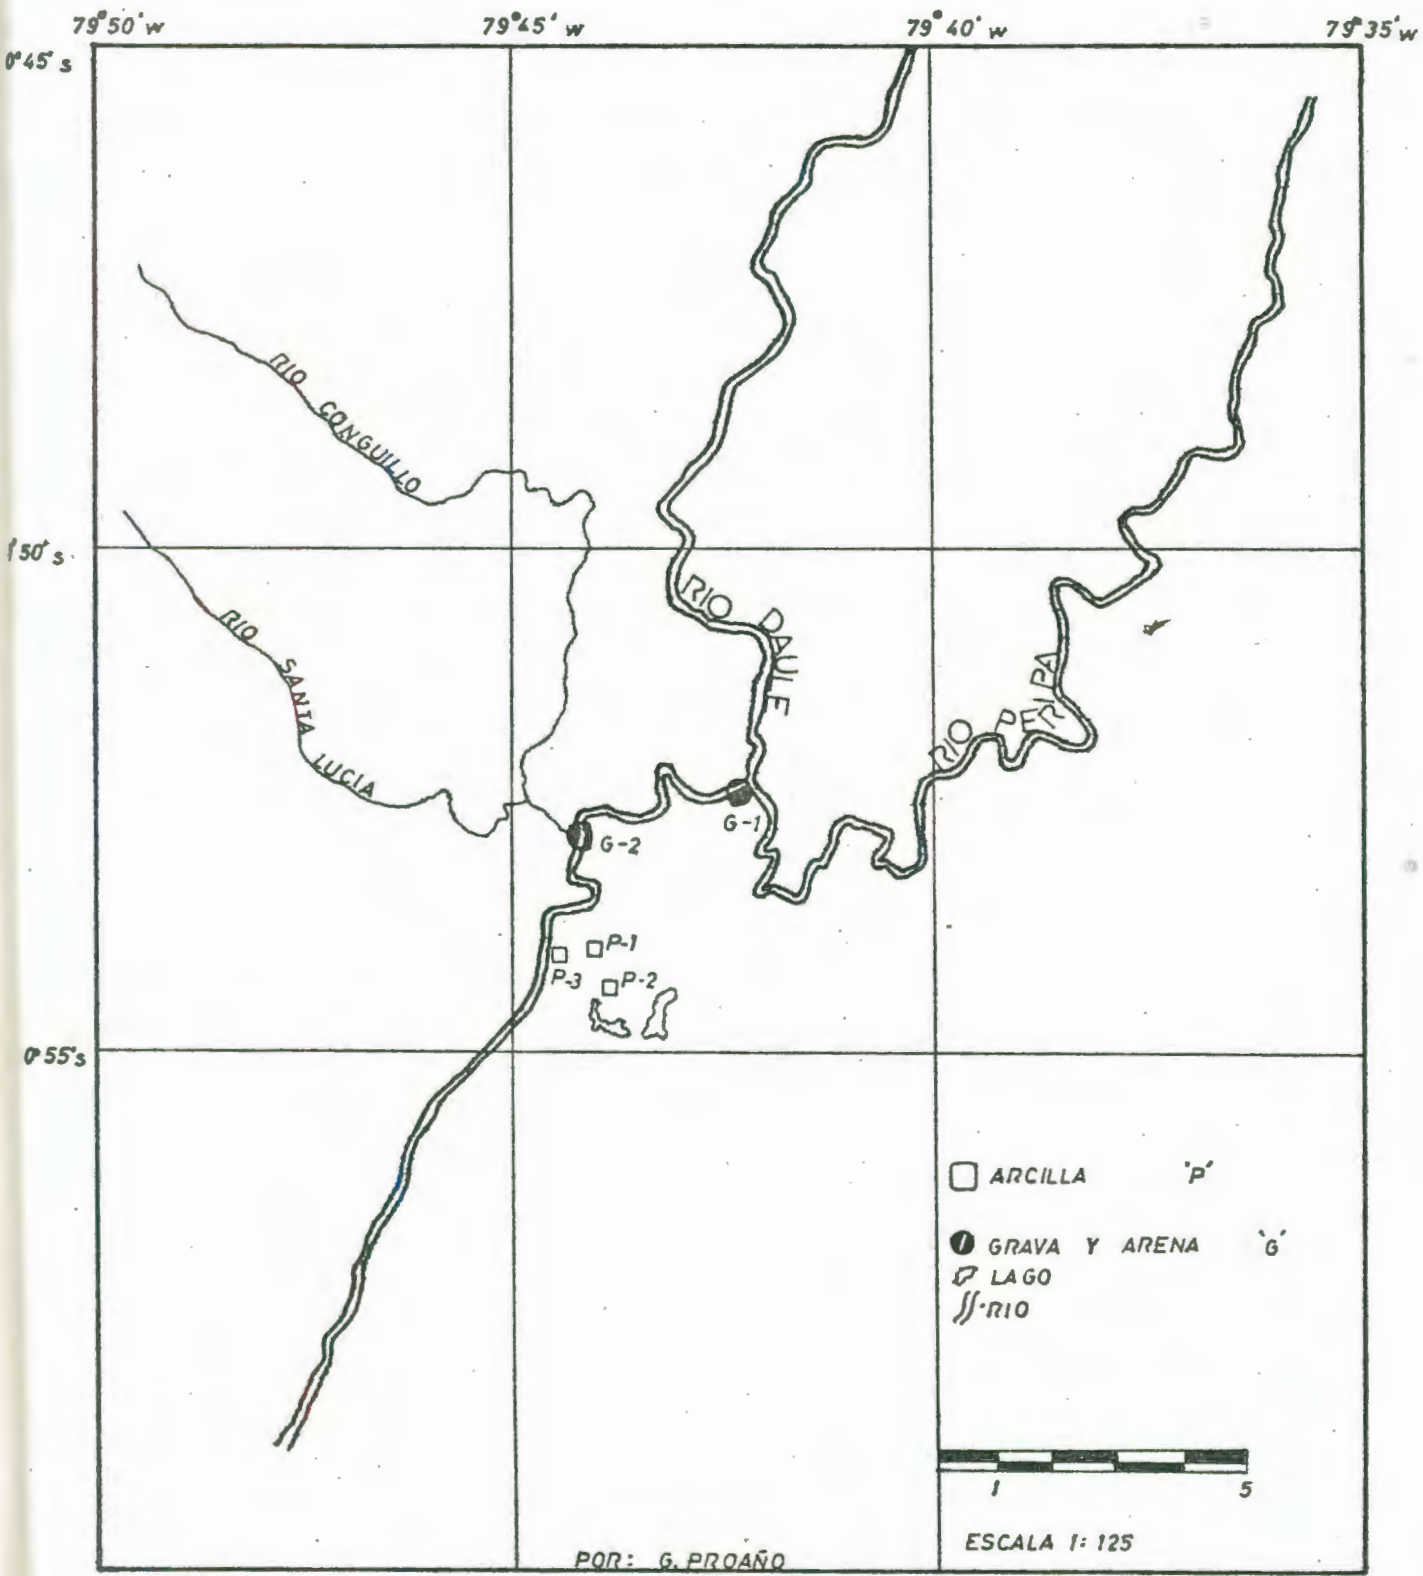 79°50' w 79°45' w 79°40' w 79°35' w
0°45' s
RIO CONGUILLO
50' s
RIO DAULE
RIO SANTA LUCIA
RIO PERIPA
G-1
G-2
P-1
P-3
P-2
0°55' s
ARCILLA 'P'
GRAVA Y ARENA 'G'
LAGO
RIO
1 5
ESCALA 1: 125
POR: G. PROAÑO